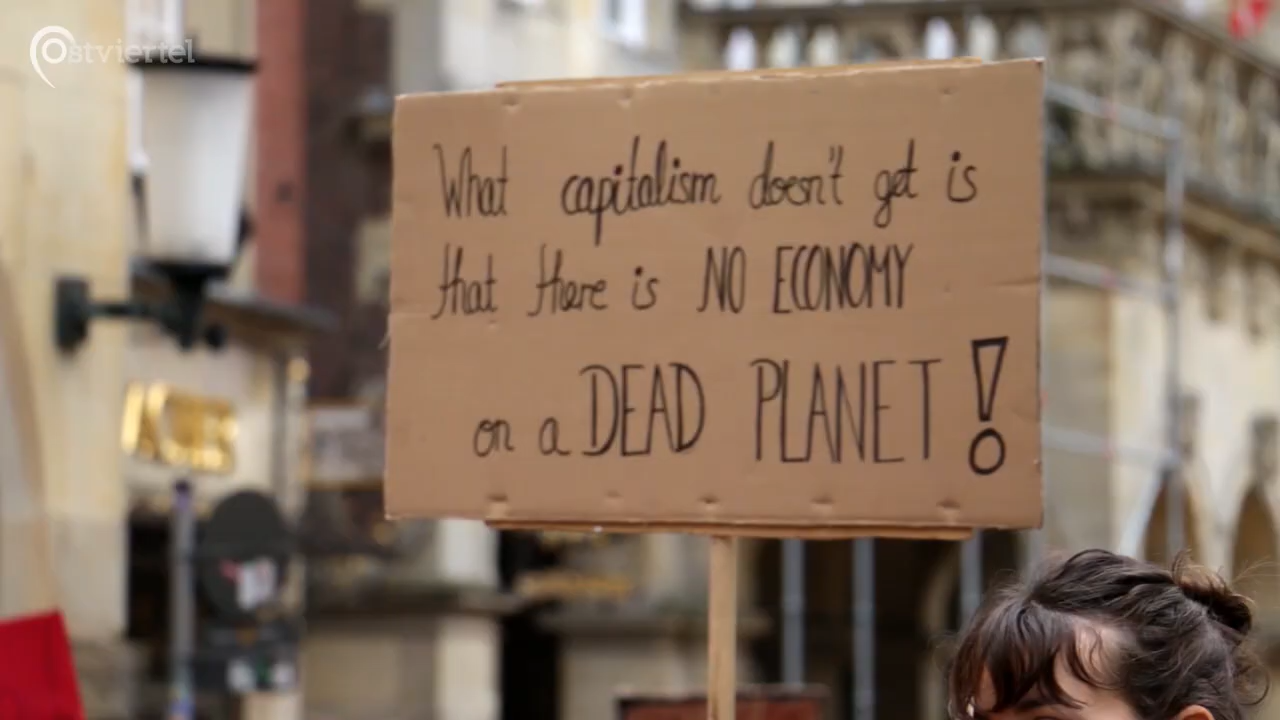 Ostviertel
What capitalism doesn't get is
that there is NO ECONOMY
on a DEAD PLANET!